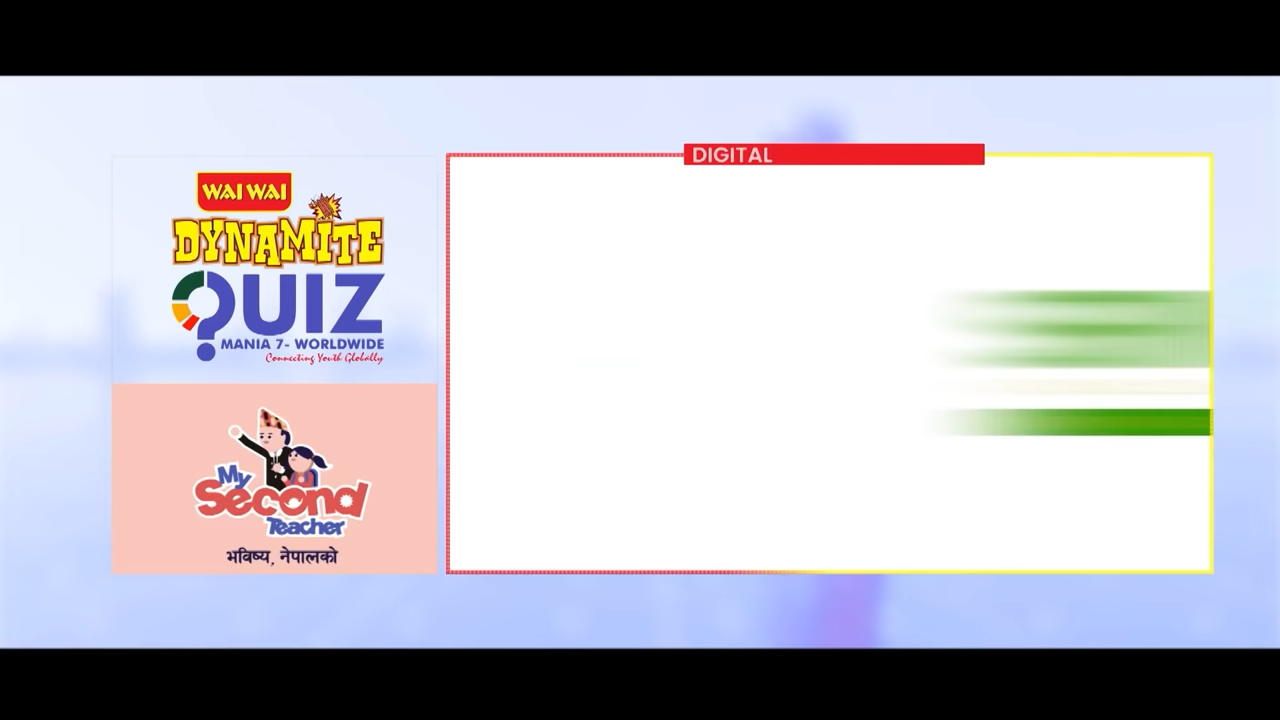 WAI WAI
DYNAMITE
QUIZ
MANIA 7- WORLDWIDE
Connecting Youth Globally
My
Second
Teacher
भविष्य, नेपालको
DIGITAL